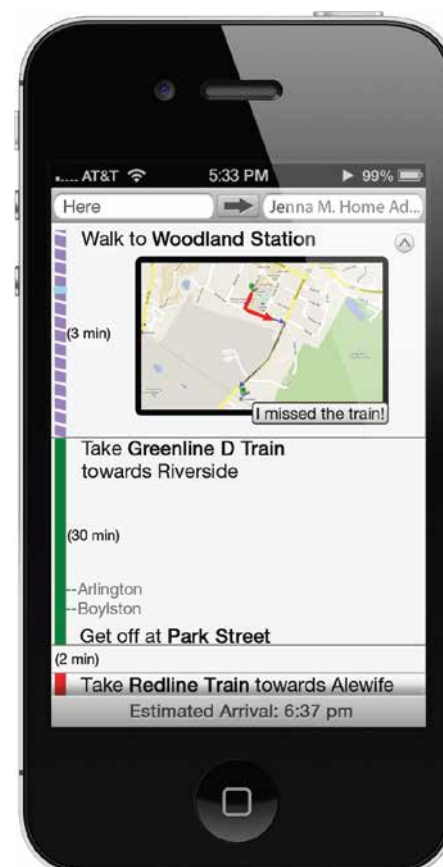 ..... AT&T 5:33 PM 99%
Here Jenna M. Home Ad...
Walk to Woodland Station
(3 min)
I missed the train!
Take Greenline D Train
towards Riverside
(30 min)
--Arlington
--Boylston
Get off at Park Street
(2 min)
Take Redline Train towards Alewife
Estimated Arrival: 6:37 pm